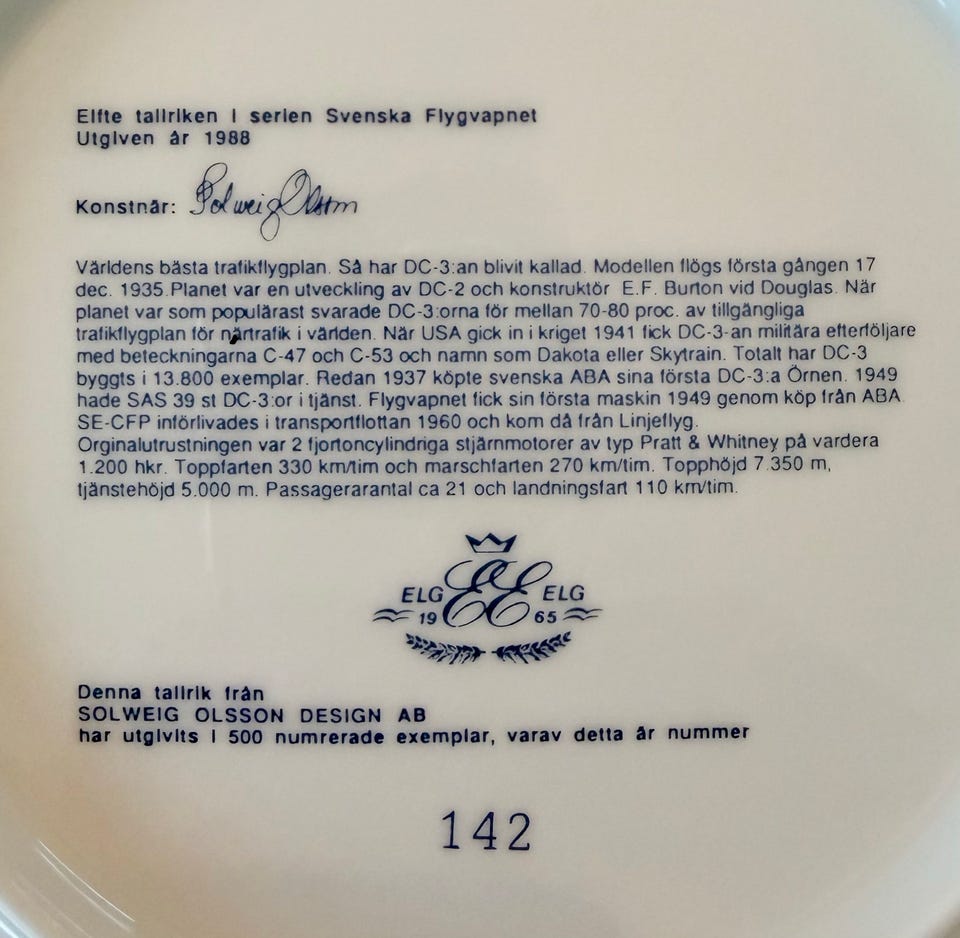 Elfte tallriken i serien Svenska Flygvapnet
Utgiven år 1988
Konstnär: Solweig Olsson
Världens bästa trafikflygplan. Så har DC-3:an blivit kallad. Modellen flögs första gången 17
dec. 1935.Planet var en utveckling av DC-2 och konstruktör E.F. Burton vid Douglas. När
planet var som populärast svarade DC-3:orna för mellan 70-80 proc. av tillgängliga
trafikflygplan för närtrafik i världen. När USA gick in i kriget 1941 fick DC-3-an militära efterföljare
med beteckningarna C-47 och C-53 och namn som Dakota eller Skytrain. Totalt har DC-3
byggts i 13.800 exemplar. Redan 1937 köpte svenska ABA sina första DC-3:a Örnen. 1949
hade SAS 39 st DC-3:or i tjänst. Flygvapnet fick sin första maskin 1949 genom köp från ABA.
SE-CFP införlivades i transportflottan 1960 och kom då från Linjeflyg.
Orginalutrustningen var 2 fjortoncylindriga stjärnmotorer av typ Pratt & Whitney på vardera
1.200 hkr. Toppfarten 330 km/tim och marschfarten 270 km/tim. Topphöjd 7.350 m,
tjänstehöjd 5.000 m. Passagerarantal ca 21 och landningsfart 110 km/tim.
ELG EE ELG
19 65
Denna tallrik från
SOLWEIG OLSSON DESIGN AB
har utgivits i 500 numrerade exemplar, varav detta är nummer
142